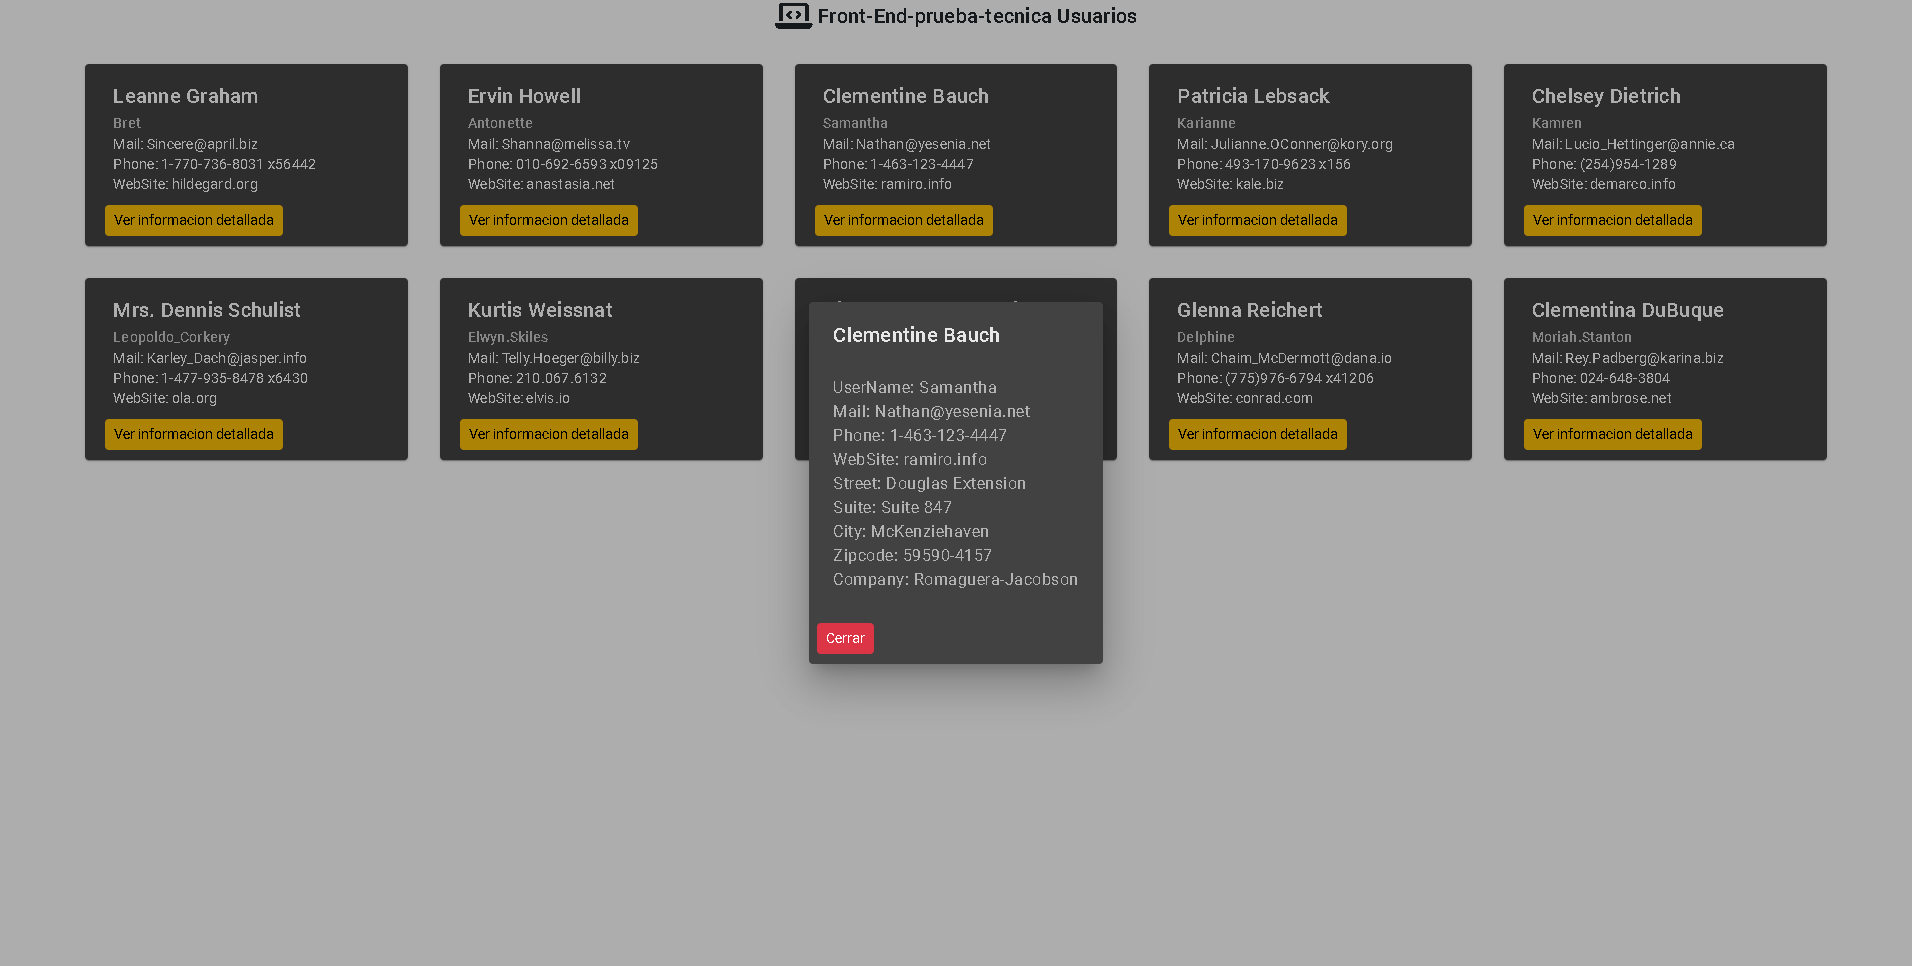 Front-End-prueba-tecnica Usuarios
Leanne Graham
Bret
Mail: Sincere@april.biz
Phone: 1-770-736-8031 x56442
WebSite: hildegard.org
Ver informacion detallada
Ervin Howell
Antonette
Mail: Shanna@melissa.tv
Phone: 010-692-6593 x09125
WebSite: anastasia.net
Ver informacion detallada
Clementine Bauch
Samantha
Mail: Nathan@yesenia.net
Phone: 1-463-123-4447
WebSite: ramiro.info
Ver informacion detallada
Patricia Lebsack
Karianne
Mail: Julianne.OConner@kory.org
Phone: 493-170-9623 x156
WebSite: kale.biz
Ver informacion detallada
Chelsey Dietrich
Kamren
Mail: Lucio_Hettinger@annie.ca
Phone: (254)954-1289
WebSite: demarco.info
Ver informacion detallada
Mrs. Dennis Schulist
Leopoldo_Corkery
Mail: Karley_Dach@jasper.info
Phone: 1-477-935-8478 x6430
WebSite: ola.org
Ver informacion detallada
Kurtis Weissnat
Elwyn.Skiles
Mail: Telly.Hoeger@billy.biz
Phone: 210.067.6132
WebSite: elvis.io
Ver informacion detallada
Clementine Bauch
UserName: Samantha
Mail: Nathan@yesenia.net
Phone: 1-463-123-4447
WebSite: ramiro.info
Street: Douglas Extension
Suite: Suite 847
City: McKenziehaven
Zipcode: 59590-4157
Company: Romaguera-Jacobson
Cerrar
Glenna Reichert
Delphine
Mail: Chaim_McDermott@dana.io
Phone: (775)976-6794 x41206
WebSite: conrad.com
Ver informacion detallada
Clementina DuBuque
Moriah.Stanton
Mail: Rey.Padberg@karina.biz
Phone: 024-648-3804
WebSite: ambrose.net
Ver informacion detallada